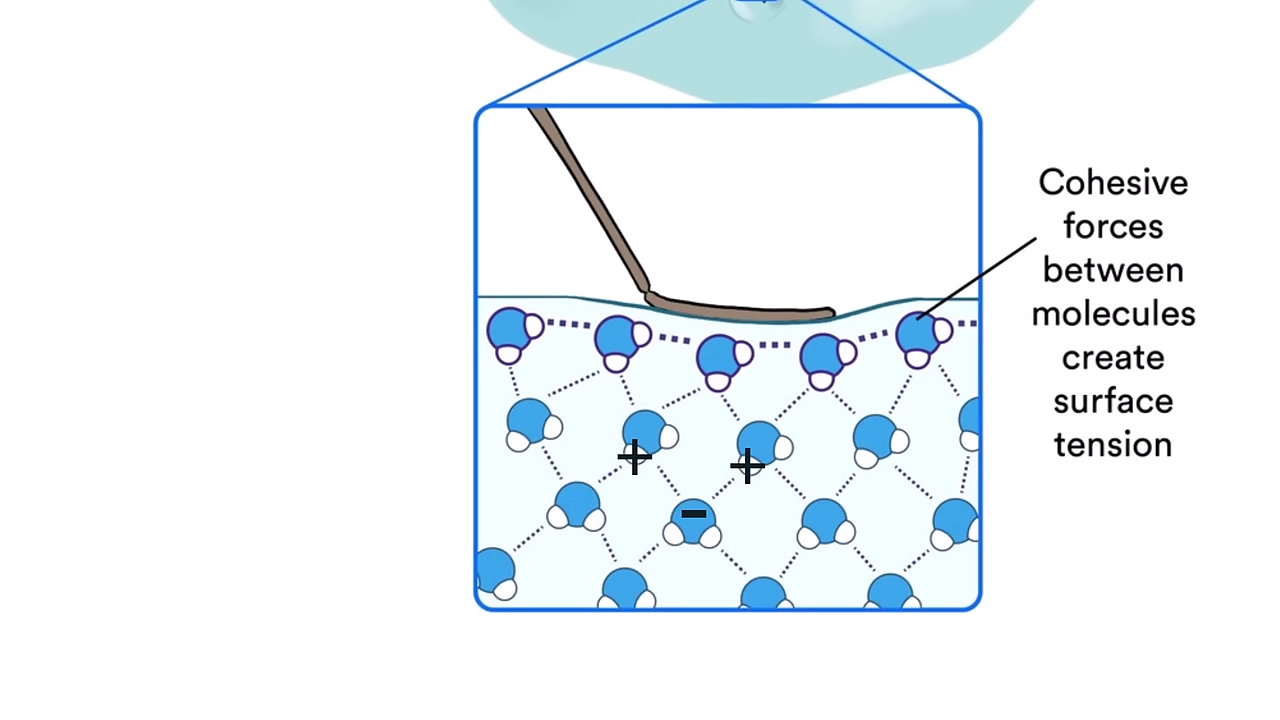 Cohesive
forces
between
molecules
create
surface
tension
+ +
-